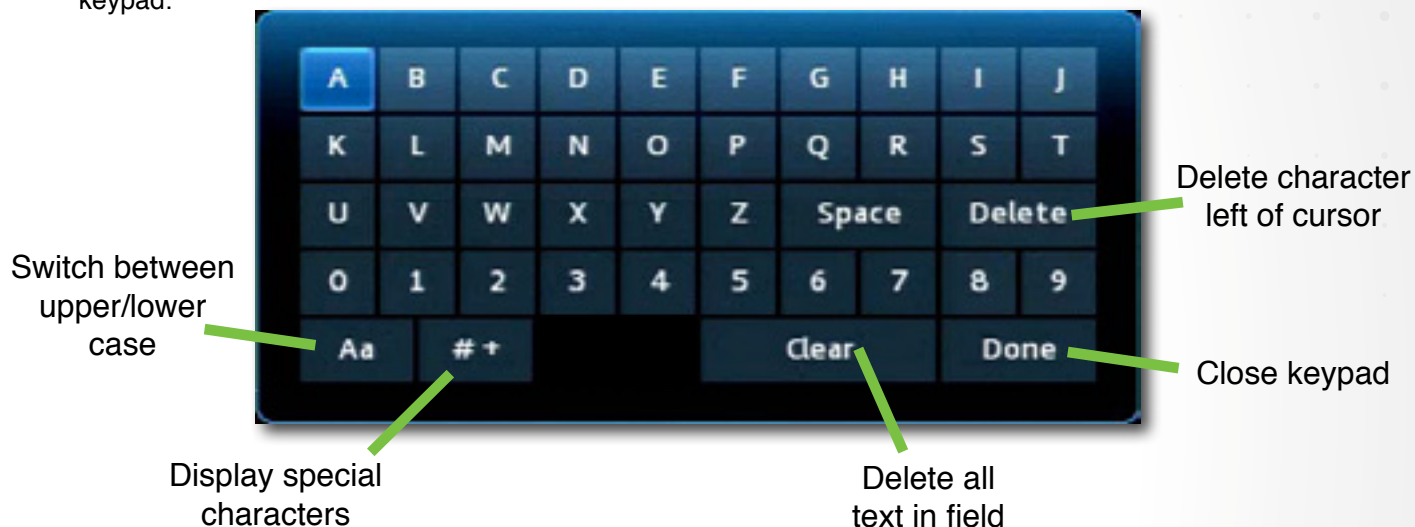 keypad.
A B C D E F G H I J
K L M N O P Q R S T
U V W X Y Z Space Delete
Delete character
left of cursor
0 1 2 3 4 5 6 7 8 9
Switch between
upper/lower
case
Aa #+ Clear Done
Close keypad
Display special
characters
Delete all
text in field